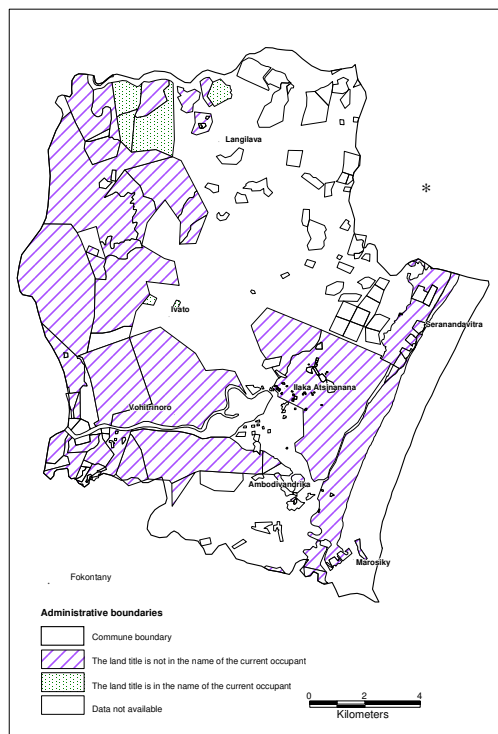 Langilava
*
Seranandavitra
Ivato
Ilaka Atsinanana
Vohitrinoro
Ambodivandrika
Marosiky
Fokontany
Administrative boundaries
Commune boundary
The land title is not in the name of the current occupant
The land title is in the name of the current occupant
Data not available
0 2 4
Kilometers